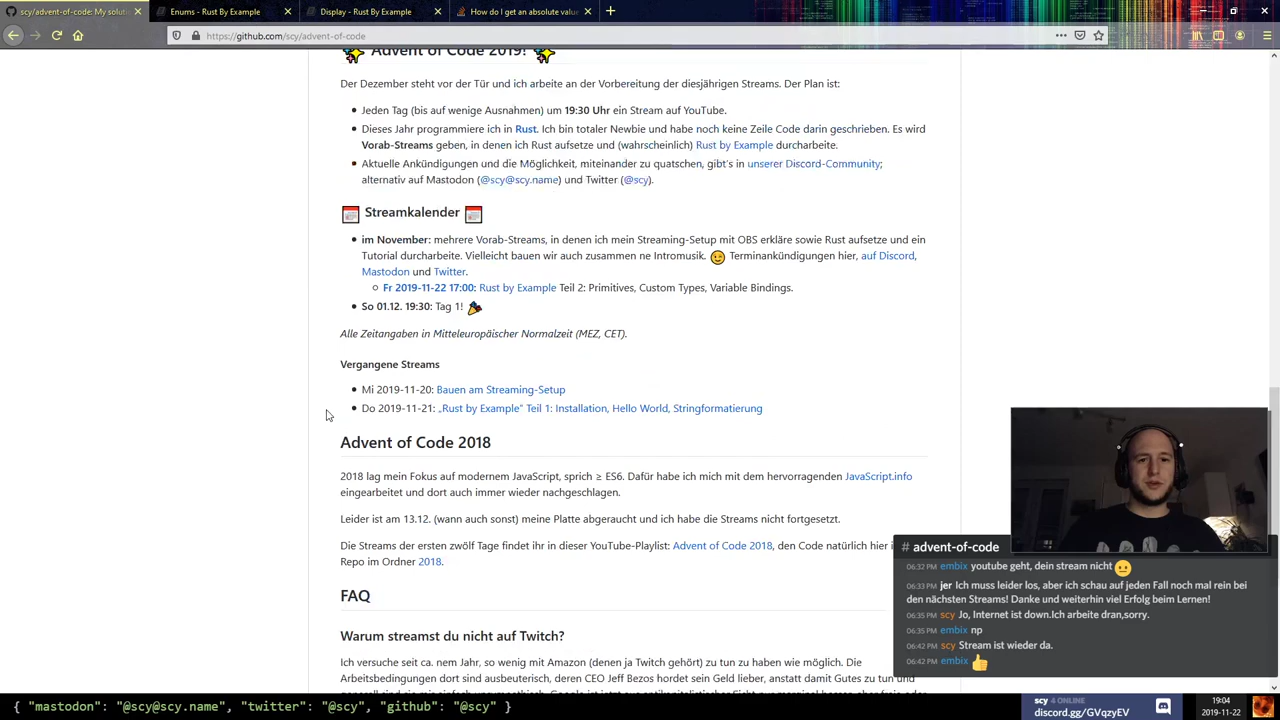 scy/advent-of-code: My soluti
Enums - Rust By Example
Display - Rust By Example
How do I get an absolute value
https://github.com/scy/advent-of-code
Advent of Code 2019!
Der Dezember steht vor der Tür und ich arbeite an der Vorbereitung der diesjährigen Streams. Der Plan ist:
Jeden Tag (bis auf wenige Ausnahmen) um 19:30 Uhr ein Stream auf YouTube.
Dieses Jahr programmiere ich in Rust. Ich bin totaler Newbie und habe noch keine Zeile Code darin geschrieben. Es wird
Vorab-Streams geben, in denen ich Rust aufsetze und (wahrscheinlich) Rust by Example durcharbeite.
Aktuelle Ankündigungen und die Möglichkeit, miteinander zu quatschen, gibt's in unserer Discord-Community;
alternativ auf Mastodon (@scy@scy.name) und Twitter (@scy).
Streamkalender
im November: mehrere Vorab-Streams, in denen ich mein Streaming-Setup mit OBS erkläre sowie Rust aufsetze und ein
Tutorial durcharbeite. Vielleicht bauen wir auch zusammen ne Intromusik. Terminankündigungen hier, auf Discord,
Mastodon und Twitter.
Fr 2019-11-22 17:00: Rust by Example Teil 2: Primitives, Custom Types, Variable Bindings.
So 01.12. 19:30: Tag 1!
Alle Zeitangaben in Mitteleuropäischer Normalzeit (MEZ, CET).
Vergangene Streams
Mi 2019-11-20: Bauen am Streaming-Setup
Do 2019-11-21: „Rust by Example“ Teil 1: Installation, Hello World, Stringformatierung
Advent of Code 2018
2018 lag mein Fokus auf modernem JavaScript, sprich ≥ ES6. Dafür habe ich mich mit dem hervorragenden JavaScript.info
eingearbeitet und dort auch immer wieder nachgeschlagen.
Leider ist am 13.12. (wann auch sonst) meine Platte abgeraucht und ich habe die Streams nicht fortgesetzt.
Die Streams der ersten zwölf Tage findet ihr in dieser YouTube-Playlist: Advent of Code 2018, den Code natürlich hier i
Repo im Ordner 2018.
FAQ
Warum streamst du nicht auf Twitch?
Ich versuche seit ca. nem Jahr, so wenig mit Amazon (denen ja Twitch gehört) zu tun zu haben wie möglich. Die
Arbeitsbedingungen dort sind ausbeuterisch, deren CEO Jeff Bezos hortet sein Geld lieber, anstatt damit Gutes zu tun und
# advent-of-code
06:32 PM embix youtube geht, dein stream nicht
06:33 PM jer Ich muss leider los, aber ich schau auf jeden Fall noch mal rein bei
den nächsten Streams! Danke und weiterhin viel Erfolg beim Lernen!
06:35 PM scy Jo, Internet ist down.Ich arbeite dran,sorry.
06:35 PM embix np
06:42 PM scy Stream ist wieder da.
06:42 PM embix
{ "mastodon": "@scy@scy.name", "twitter": "@scy", "github": "@scy" }
scy 4 ONLINE
discord.gg/GVqzyEV
19:04
2019-11-22